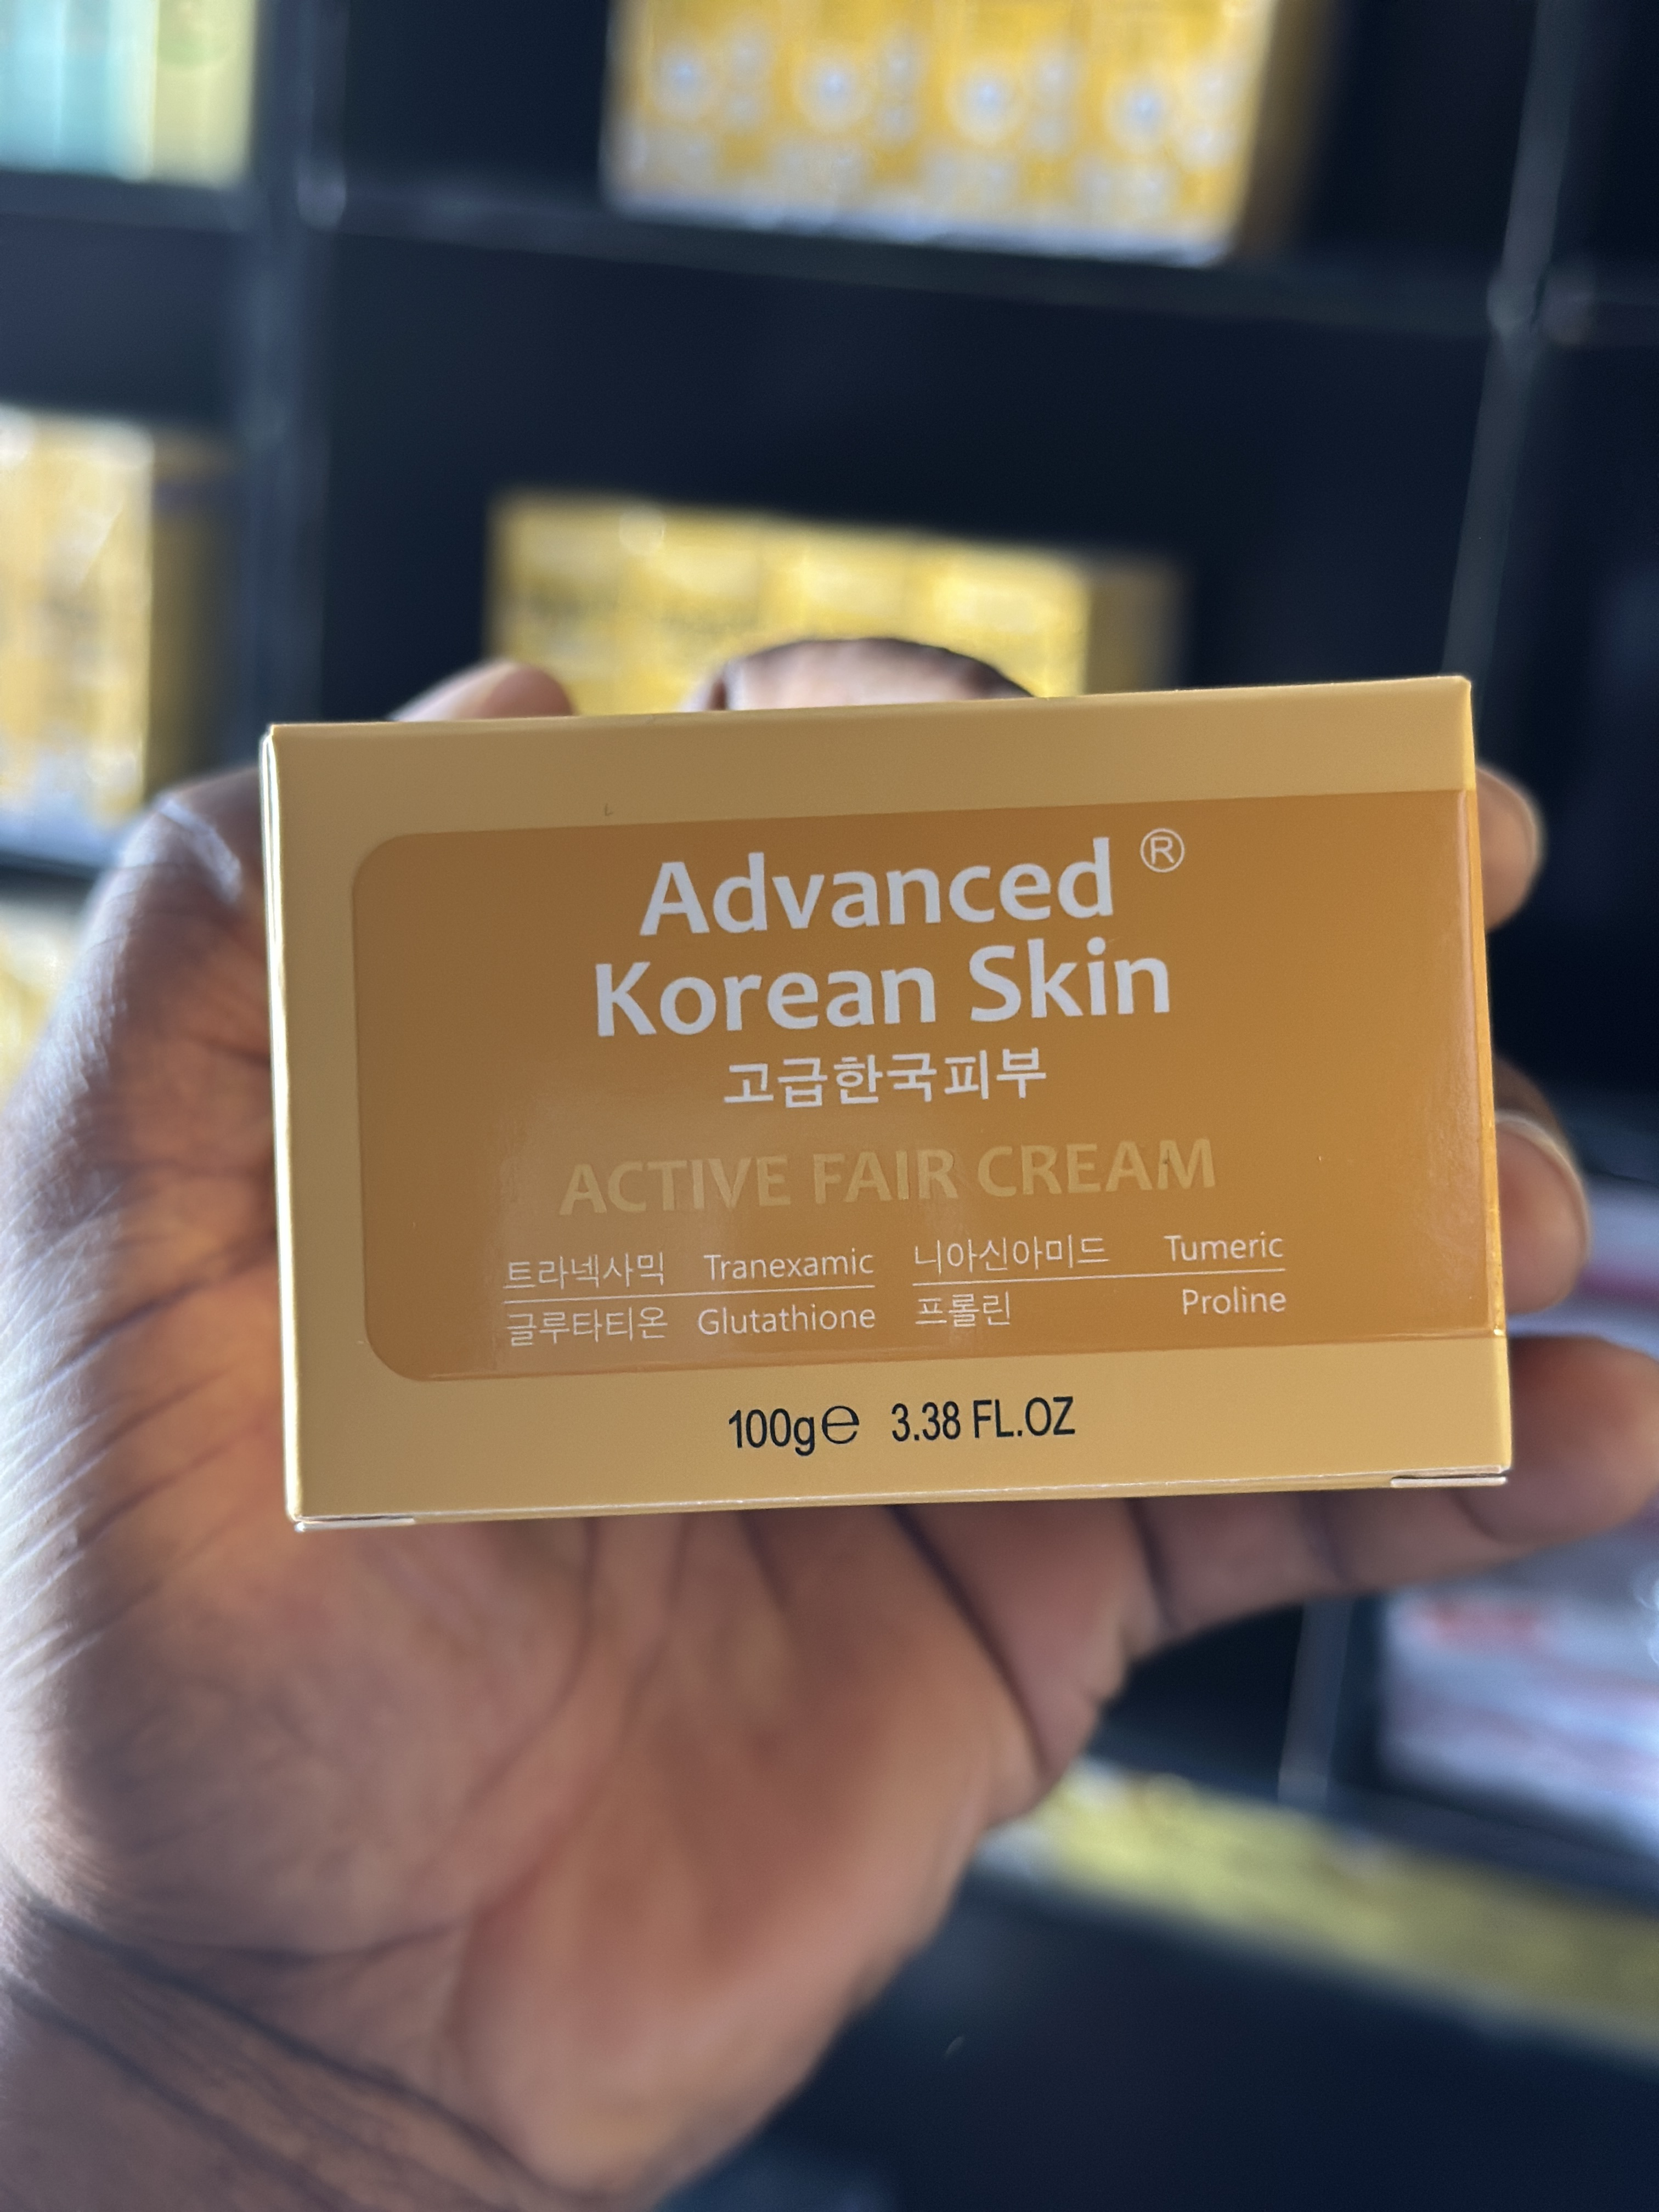 Advanced ®
Korean Skin
고급한국피부
ACTIVE FAIR CREAM
트라넥사믹 Tranexamic 니아신아미드 Tumeric
글루타티온 Glutathione 프롤린 Proline
100g℮ 3.38 FL.OZ